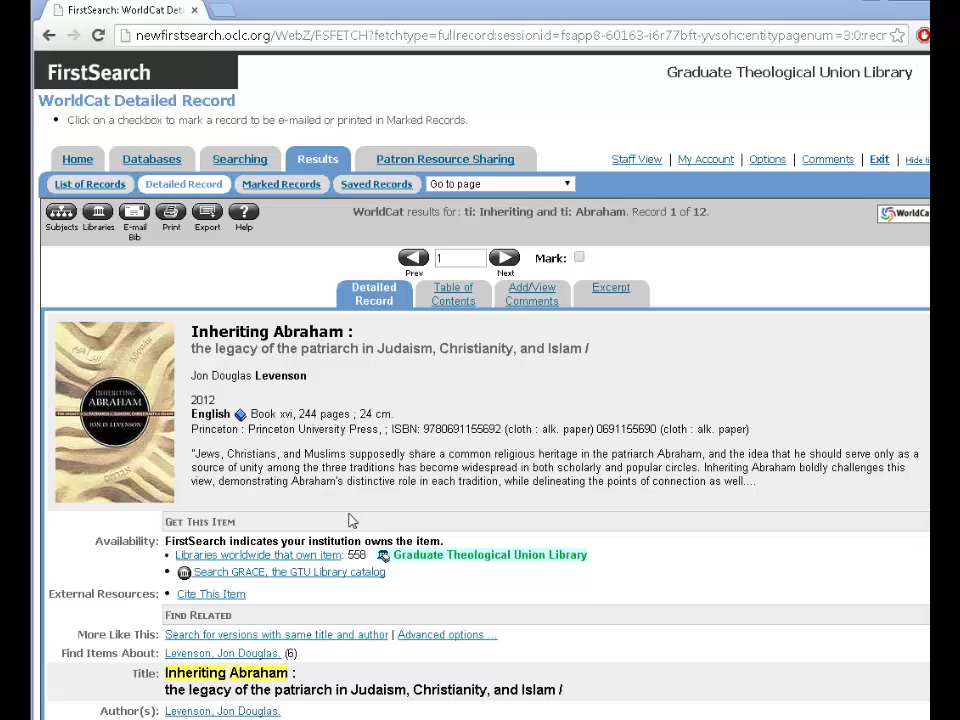 FirstSearch: WorldCat Det
newfirstsearch.oclc.org/WebZ/FSFETCH?fetchtype=fullrecord:sessionid=fsapp8-60163-i6r77bft-yvsohc:entitypagenum=3:0:recr
FirstSearch
Graduate Theological Union Library
WorldCat Detailed Record
• Click on a checkbox to mark a record to be e-mailed or printed in Marked Records.
Home Databases Searching Results Patron Resource Sharing Staff View | My Account | Options | Comments | Exit | Hide ti
List of Records Detailed Record Marked Records Saved Records Go to page
WorldCat results for: ti: Inheriting and ti: Abraham. Record 1 of 12.
WorldCa
Subjects Libraries E-mail Bib Print Export Help
1 Mark:
Prev Next
Detailed Record Table of Contents Add/View Comments Excerpt
INHERITING
ABRAHAM
JON D. LEVENSON
Inheriting Abraham :
the legacy of the patriarch in Judaism, Christianity, and Islam /
Jon Douglas Levenson
2012
English Book xvi, 244 pages ; 24 cm.
Princeton : Princeton University Press, ; ISBN: 9780691155692 (cloth : alk. paper) 0691155690 (cloth : alk. paper)
"Jews, Christians, and Muslims supposedly share a common religious heritage in the patriarch Abraham, and the idea that he should serve only as a
source of unity among the three traditions has become widespread in both scholarly and popular circles. Inheriting Abraham boldly challenges this
view, demonstrating Abraham's distinctive role in each tradition, while delineating the points of connection as well....
GET THIS ITEM
Availability: FirstSearch indicates your institution owns the item.
• Libraries worldwide that own item: 558 Graduate Theological Union Library
• Search GRACE, the GTU Library catalog
External Resources: • Cite This Item
FIND RELATED
More Like This: Search for versions with same title and author | Advanced options ...
Find Items About: Levenson, Jon Douglas. (6)
Title: Inheriting Abraham :
the legacy of the patriarch in Judaism, Christianity, and Islam /
Author(s): Levenson, Jon Douglas.